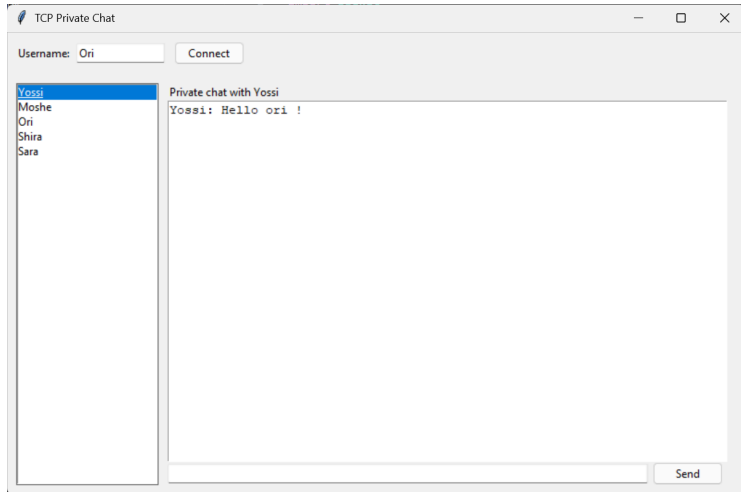 TCP Private Chat
Username: Ori Connect
Yossi
Moshe
Ori
Shira
Sara
Private chat with Yossi
Yossi: Hello ori !
Send